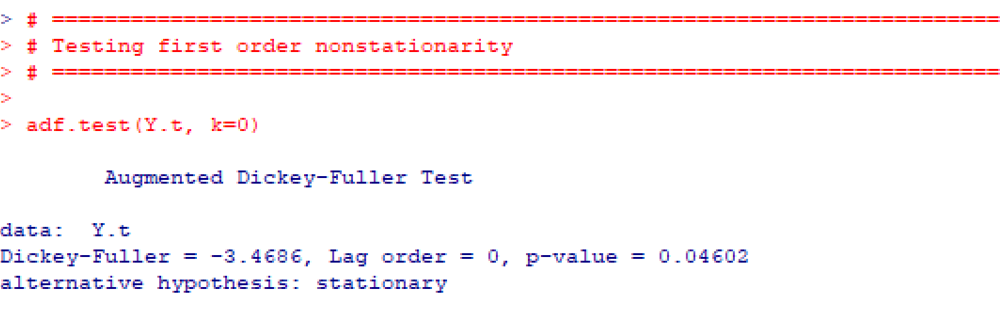 > # ==============================================================================
> # Testing first order nonstationarity
> # ==============================================================================
>
> adf.test(Y.t, k=0)
Augmented Dickey-Fuller Test
data:  Y.t
Dickey-Fuller = -3.4686, Lag order = 0, p-value = 0.04602
alternative hypothesis: stationary